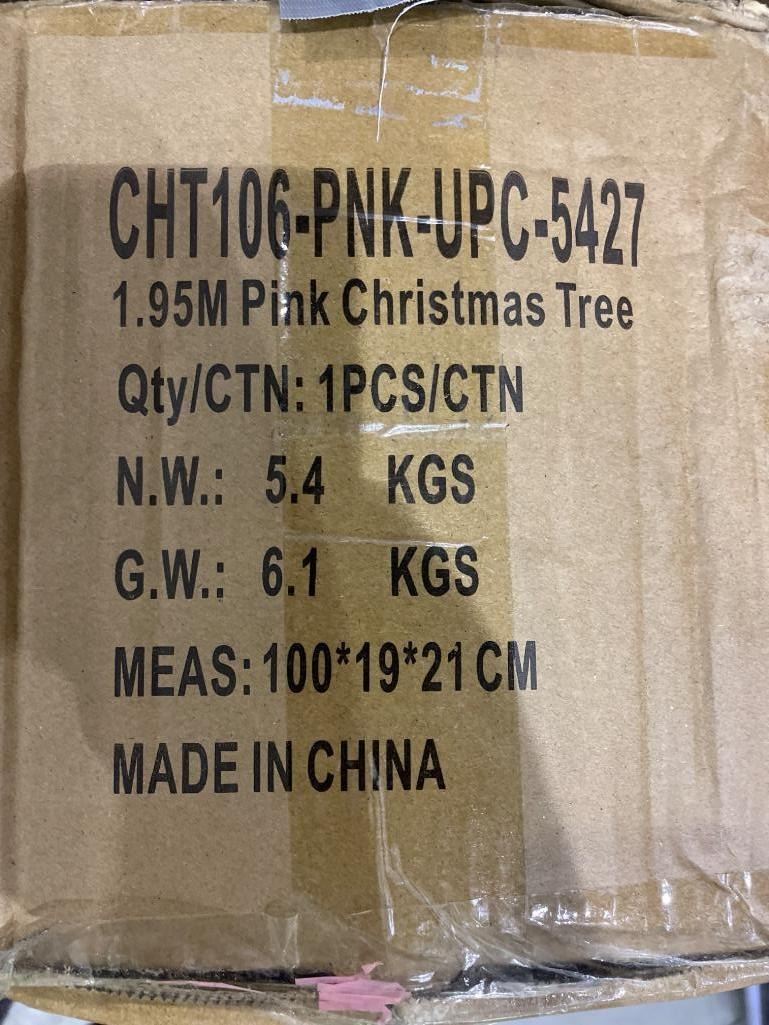 CHT106-PNK-UPC-5427
1.95M Pink Christmas Tree
Qty/CTN: 1PCS/CTN
N.W.: 5.4 KGS
G.W.: 6.1 KGS
MEAS: 100*19*21 CM
MADE IN CHINA